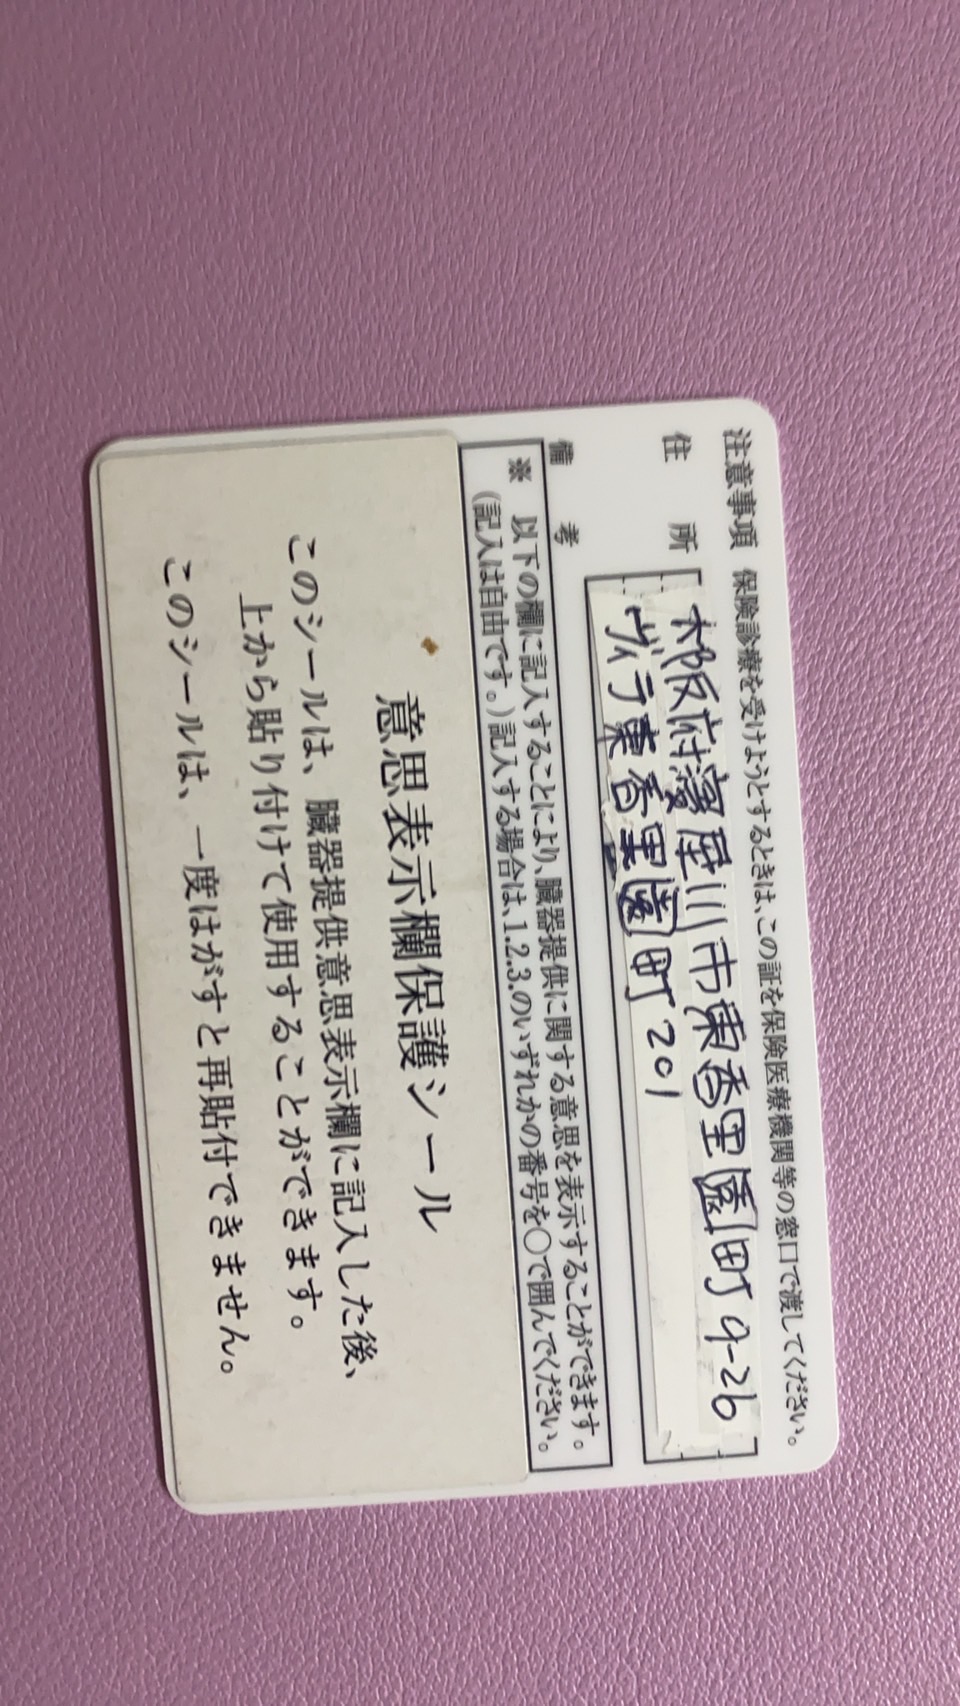 注意事項 保険診療を受けようとするときは、この証を保険医療機関等の窓口で渡してください。
住所 大阪府寝屋川市東香里園町9-26
ヴィラ東香里園町201
備考
※ 以下の欄に記入することにより、臓器提供に関する意思を表示することができます。
(記入は自由です。)記入する場合は、1.2.3.のいずれかの番号を〇で囲んでください。
意思表示欄保護シール
このシールは、臓器提供意思表示欄に記入した後、
上から貼り付けて使用することができます。
このシールは、一度はがすと再貼付できません。